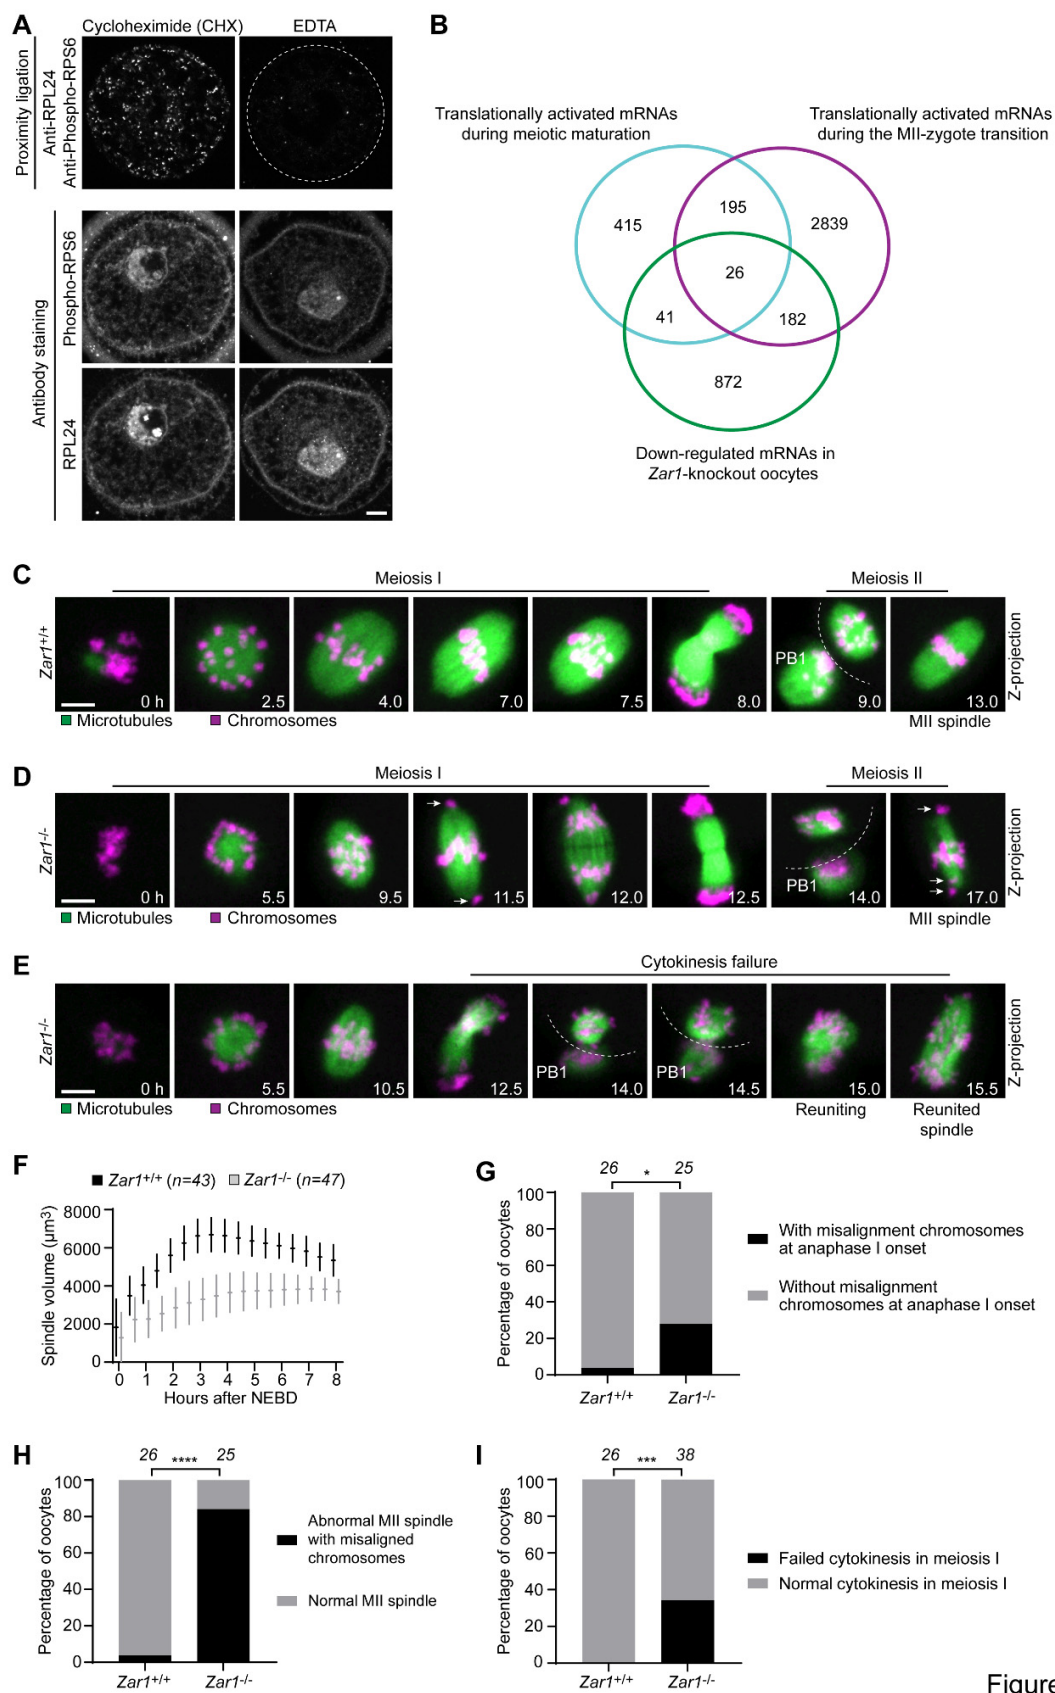 A
Cycloheximide (CHX)
EDTA
Proximity ligation
Anti-RPL24
Anti-Phospho-RPS6
Antibody staining
Phospho-RPS6
RPL24
B
Translationally activated mRNAs
during meiotic maturation
Translationally activated mRNAs
during the MII-zygote transition
415
195
2839
26
41
182
872
Down-regulated mRNAs in
Zar1-knockout oocytes
C
Meiosis I
Meiosis II
Zar1+/+
0 h
2.5
4.0
7.0
7.5
8.0
PB1
9.0
13.0
Z-projection
Microtubules
Chromosomes
MII spindle
D
Meiosis I
Meiosis II
Zar1-/-
0 h
5.5
9.5
11.5
12.0
12.5
PB1
14.0
17.0
Z-projection
Microtubules
Chromosomes
MII spindle
E
Cytokinesis failure
Zar1-/-
0 h
5.5
10.5
12.5
PB1
14.0
PB1
14.5
15.0
15.5
Z-projection
Microtubules
Chromosomes
Reuniting
Reunited
spindle
F
Zar1+/+ (n=43)
Zar1-/- (n=47)
Spindle volume (µm3)
8000
6000
4000
2000
0
0 1 2 3 4 5 6 7 8
Hours after NEBD
G
26 * 25
Percentage of oocytes
100
80
60
40
20
0
Zar1+/+
Zar1-/-
With misalignment chromosomes
at anaphase I onset
Without misalignment
chromosomes at anaphase I onset
H
26 **** 25
Percentage of oocytes
100
80
60
40
20
0
Zar1+/+
Zar1-/-
Abnormal MII spindle
with misaligned
chromosomes
Normal MII spindle
I
26 *** 38
Percentage of oocytes
100
80
60
40
20
0
Zar1+/+
Zar1-/-
Failed cytokinesis in meiosis I
Normal cytokinesis in meiosis I
Figure